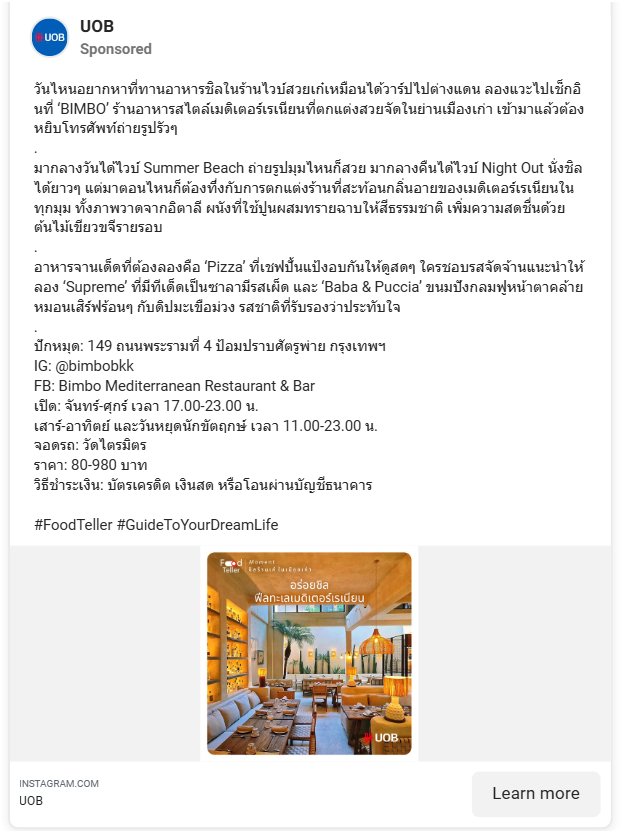 UOB
UOB
Sponsored
วันไหนอยากหาที่ทานอาหารชิลในร้านไวบ์สวยเก๋เหมือนได้วาร์ปไปต่างแดน ลองแวะไปเช็กอิ
นที่ ‘BIMBO’ ร้านอาหารสไตล์เมดิเตอร์เรเนียนที่ตกแต่งสวยจัดในย่านเมืองเก่า เข้ามาแล้วต้อง
หยิบโทรศัพท์ถ่ายรูปรัวๆ
.
มากลางวันได้ไวบ์ Summer Beach ถ่ายรูปมุมไหนก็สวย มากลางคืนได้ไวบ์ Night Out นั่งชิล
ได้ยาวๆ แต่มาตอนไหนก็ต้องทึ่งกับการตกแต่งร้านที่สะท้อนกลิ่นอายของเมดิเตอร์เรเนียนใน
ทุกมุม ทั้งภาพวาดจากอิตาลี ผนังที่ใช้ปูนผสมทรายฉาบให้สีธรรมชาติ เพิ่มความสดชื่นด้วย
ต้นไม้เขียวขจีรายรอบ
.
อาหารจานเด็ดที่ต้องลองคือ ‘Pizza’ ที่เชฟปั้นแป้งอบกันให้ดูสดๆ ใครชอบรสจัดจ้านแนะนำให้
ลอง ‘Supreme’ ที่มีทีเด็ดเป็นซาลามีรสเผ็ด และ ‘Baba & Puccia’ ขนมปังกลมฟูหน้าตาคล้าย
หมอนเสิร์ฟร้อนๆ กับดิปมะเขือม่วง รสชาติที่รับรองว่าประทับใจ
.
ปักหมุด: 149 ถนนพระรามที่ 4 ป้อมปราบศัตรูพ่าย กรุงเทพฯ
IG: @bimbobkk
FB: Bimbo Mediterranean Restaurant & Bar
เปิด: จันทร์-ศุกร์ เวลา 17.00-23.00 น.
เสาร์-อาทิตย์ และวันหยุดนักขัตฤกษ์ เวลา 11.00-23.00 น.
จอดรถ: วัดไตรมิตร
ราคา: 80-980 บาท
วิธีชำระเงิน: บัตรเครดิต เงินสด หรือโอนผ่านบัญชีธนาคาร
#FoodTeller #GuideToYourDreamLife
Food
Teller
Moment
อร่อยชิล
ฟีลทะเลเมดิเตอร์เรเนียน
UOB
INSTAGRAM.COM
UOB
Learn more